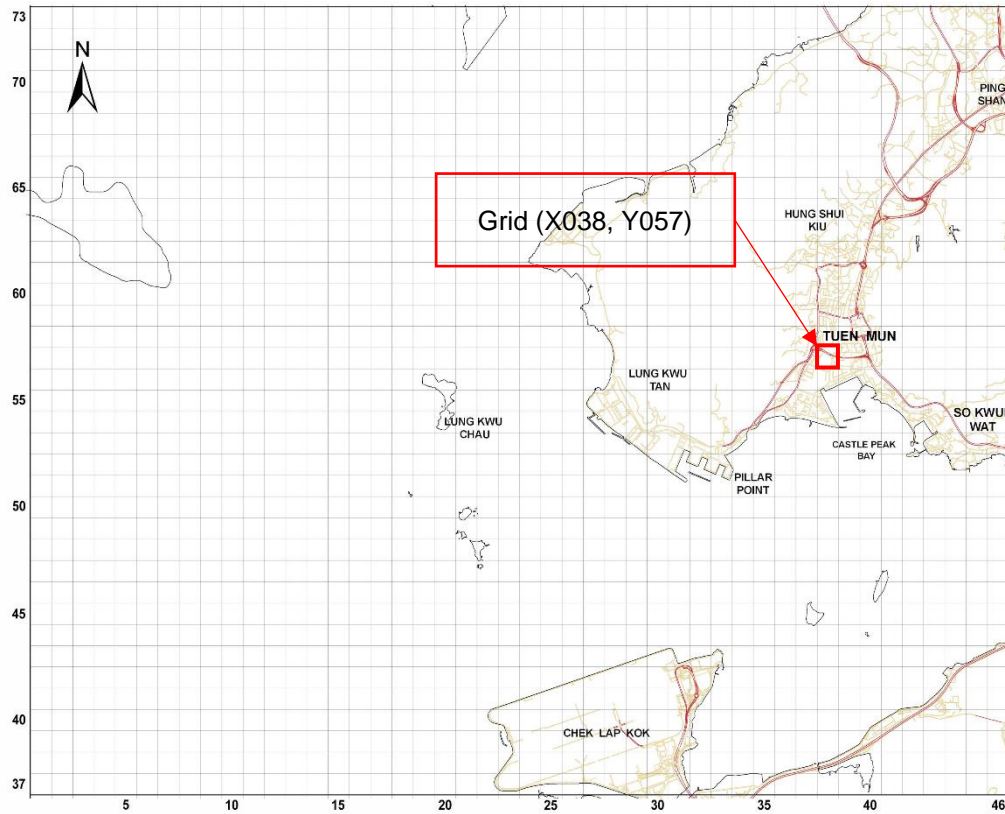 73
N
70
PING
SHAN
65
Grid (X038, Y057)
HUNG SHUI
KIU
60
TUEN MUN
LUNG KWU
TAN
55
LUNG KWU
CHAU
SO KWUN
WAT
CASTLE PEAK
BAY
PILLAR
POINT
50
45
40
CHEK LAP KOK
37
5
10
15
20
25
30
35
40
46